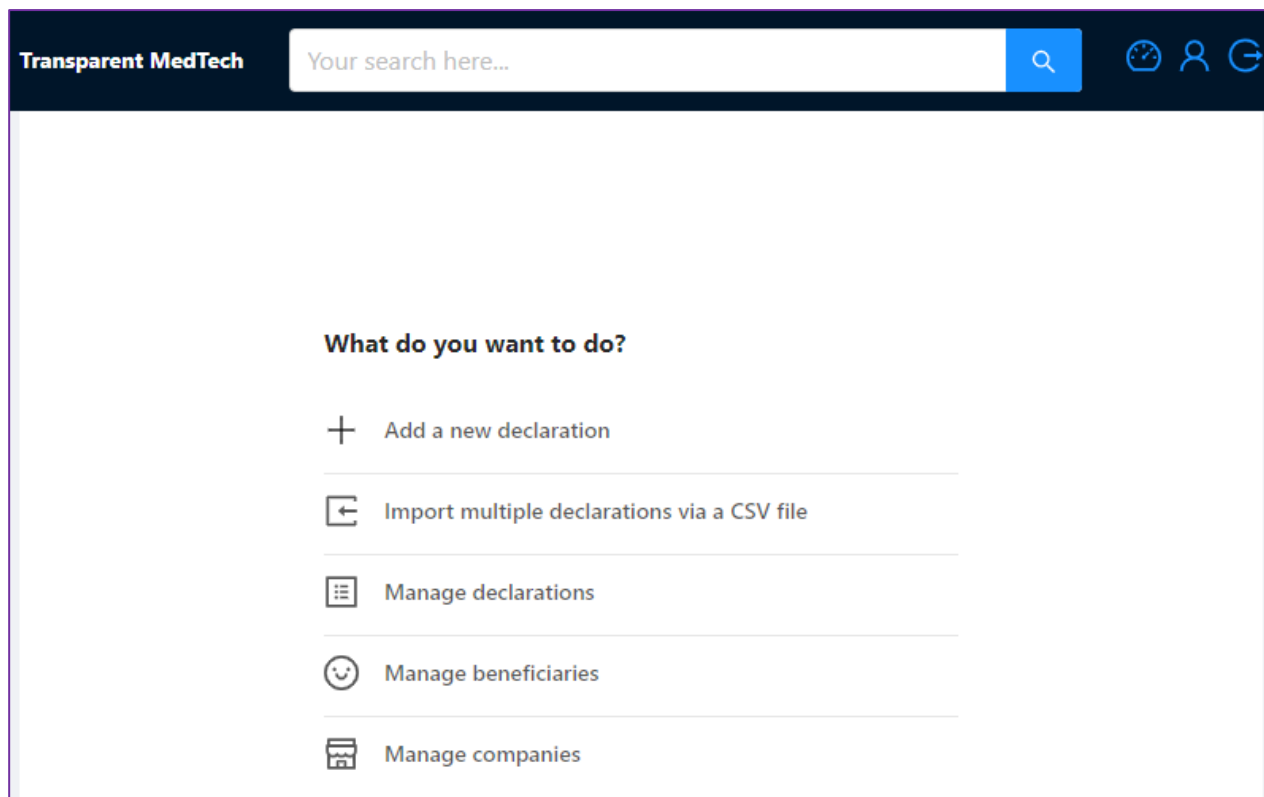 Transparent MedTech
Your search here...
What do you want to do?
Add a new declaration
Import multiple declarations via a CSV file
Manage declarations
Manage beneficiaries
Manage companies